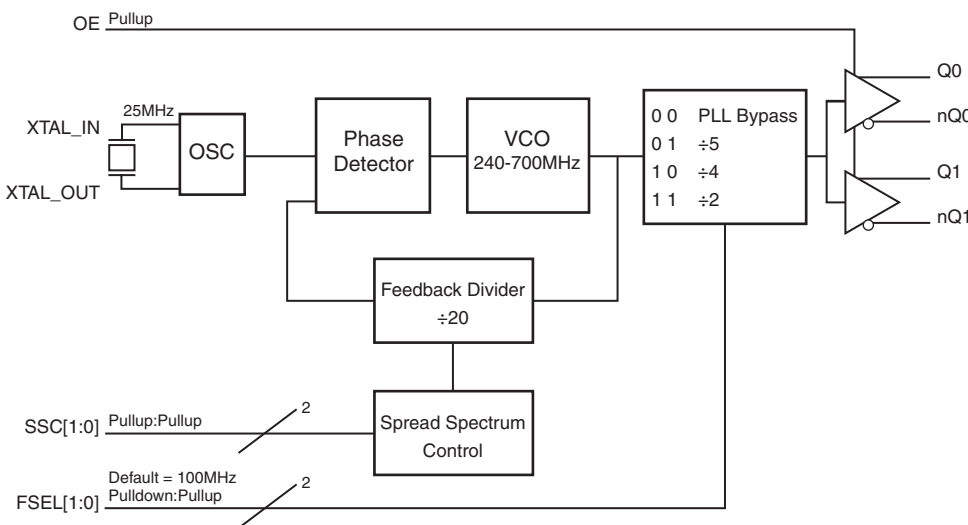 OE Pullup
Q0
nQ0
Q1
nQ1
XTAL_IN
25MHz
XTAL_OUT
OSC
Phase
Detector
VCO
240-700MHz
0 0 PLL Bypass
0 1 ÷5
1 0 ÷4
1 1 ÷2
Feedback Divider
÷20
SSC[1:0] Pullup:Pullup
2
Spread Spectrum
Control
Default = 100MHz
FSEL[1:0] Pulldown:Pullup
2